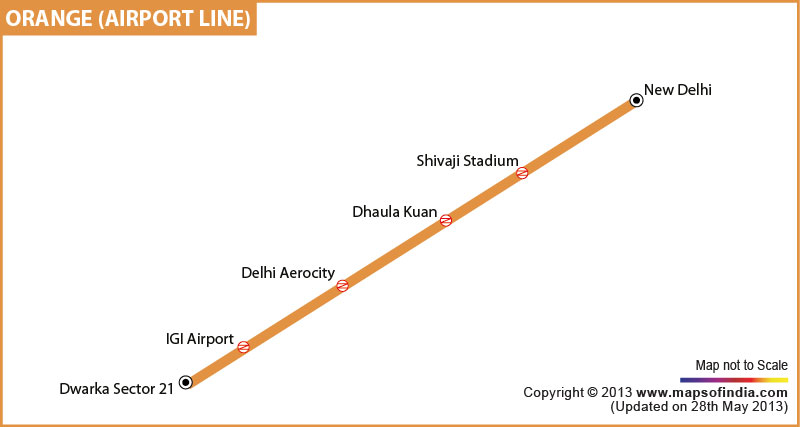 ORANGE (AIRPORT LINE)
New Delhi
Shivaji Stadium
Dhaula Kuan
Delhi Aerocity
IGI Airport
Dwarka Sector 21
Map not to Scale
Copyright © 2013 www.mapsofindia.com
(Updated on 28th May 2013)